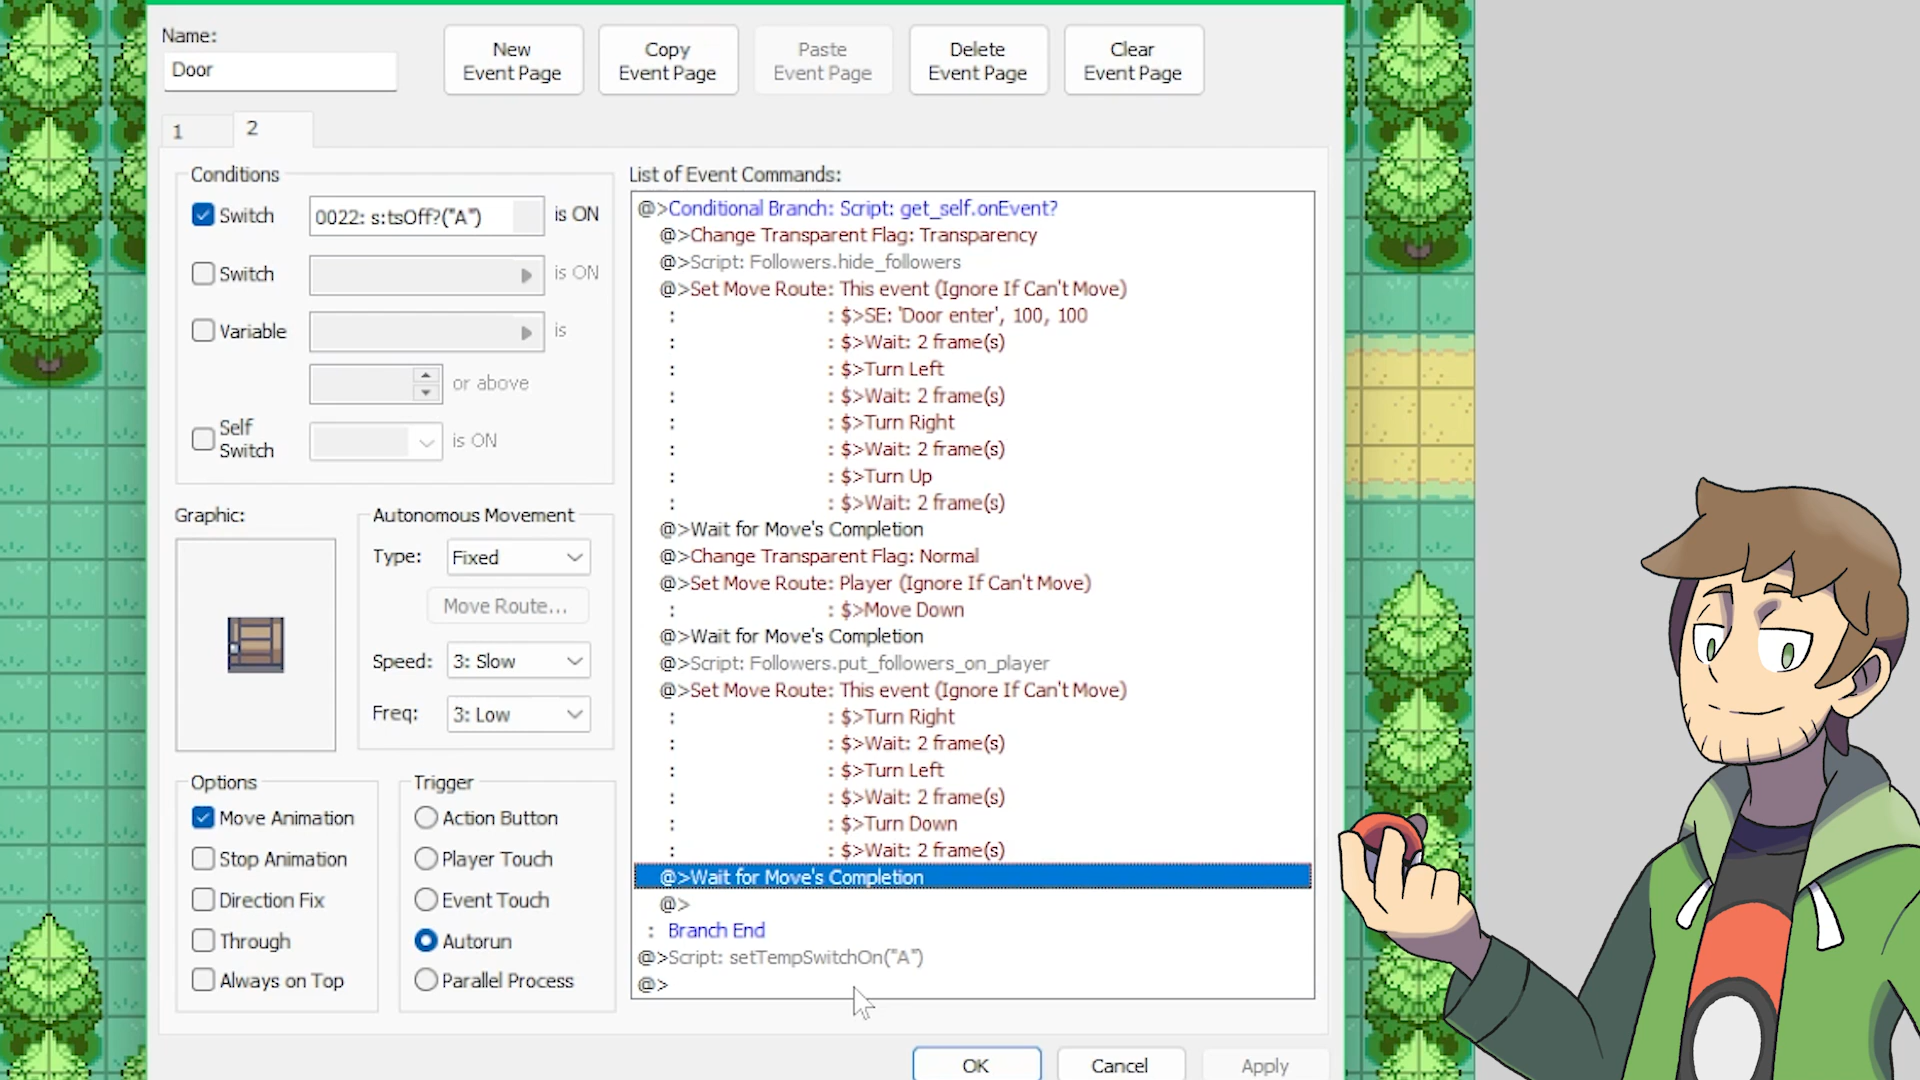 Name:
Door
New
Event Page
Copy
Event Page
Paste
Event Page
Delete
Event Page
Clear
Event Page
1
2
Conditions
Switch
0022: s:tsOff?("A")
is ON
Switch
is ON
Variable
is
or above
Self
Switch
is ON
Graphic:
Autonomous Movement
Type:
Fixed
Move Route...
Speed:
3: Slow
Freq:
3: Low
Options
Move Animation
Stop Animation
Direction Fix
Through
Always on Top
Trigger
Action Button
Player Touch
Event Touch
Autorun
Parallel Process
List of Event Commands:
@>Conditional Branch: Script: get_self.onEvent?
@>Change Transparent Flag: Transparency
@>Script: Followers.hide_followers
@>Set Move Route: This event (Ignore If Can't Move)
: : $>SE: 'Door enter', 100, 100
: : $>Wait: 2 frame(s)
: : $>Turn Left
: : $>Wait: 2 frame(s)
: : $>Turn Right
: : $>Wait: 2 frame(s)
: : $>Turn Up
: : $>Wait: 2 frame(s)
@>Wait for Move's Completion
@>Change Transparent Flag: Normal
@>Set Move Route: Player (Ignore If Can't Move)
: : $>Move Down
@>Wait for Move's Completion
@>Script: Followers.put_followers_on_player
@>Set Move Route: This event (Ignore If Can't Move)
: : $>Turn Right
: : $>Wait: 2 frame(s)
: : $>Turn Left
: : $>Wait: 2 frame(s)
: : $>Turn Down
: : $>Wait: 2 frame(s)
@>Wait for Move's Completion
@>
: Branch End
@>Script: setTempSwitchOn("A")
@>
OK
Cancel
Apply